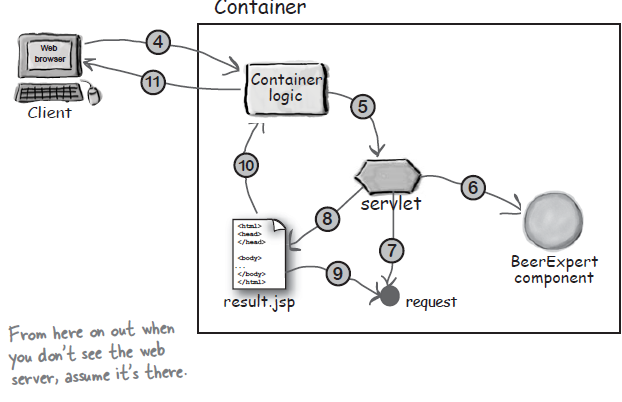 Container
Web
browser
Client
4
11
Container
logic
5
10
servlet
6
8
7
<html>
<head>
</head>
<body>
...
</body>
</html>
9
BeerExpert
component
result.jsp
request
From here on out when
you don't see the web
server, assume it's there.